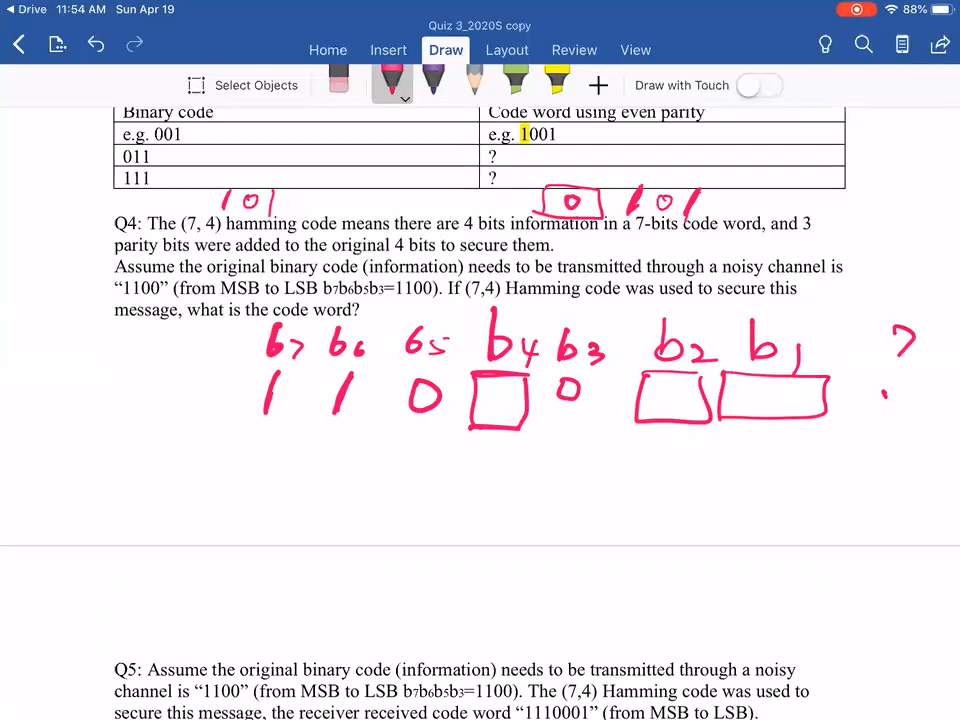 Drive 11:54 AM Sun Apr 19 88%
Quiz 3_2020S copy
Home Insert Draw Layout Review View
Select Objects Draw with Touch
Binary code Code word using even parity
e.g. 001 e.g. 1001
011 ?
111 ?
1 0 1 0 1 0 1
Q4: The (7, 4) hamming code means there are 4 bits information in a 7-bits code word, and 3
parity bits were added to the original 4 bits to secure them.
Assume the original binary code (information) needs to be transmitted through a noisy channel is
“1100” (from MSB to LSB b7b6b5b3=1100). If (7,4) Hamming code was used to secure this
message, what is the code word?
b7 b6 b5 b4 b3 b2 b1 ?
1 1 0 0
Q5: Assume the original binary code (information) needs to be transmitted through a noisy
channel is “1100” (from MSB to LSB b7b6b5b3=1100). The (7,4) Hamming code was used to
secure this message, the receiver received code word “1110001” (from MSB to LSB).